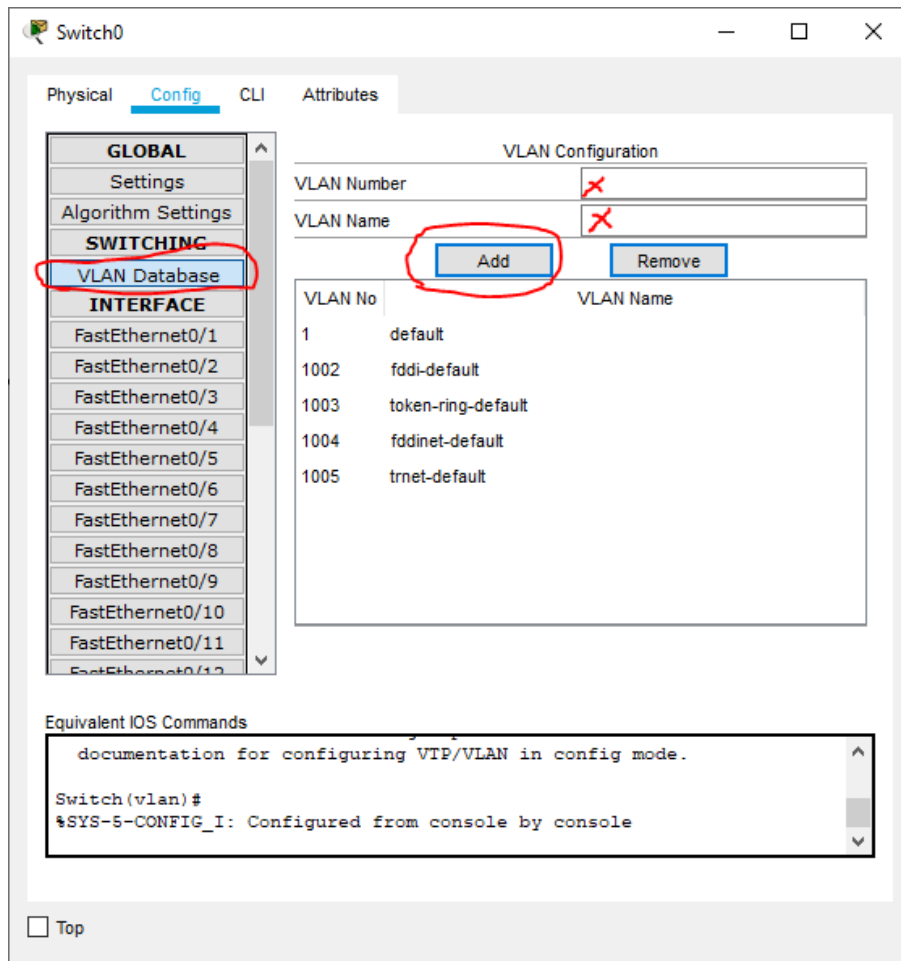 Switch0
Physical Config CLI Attributes
GLOBAL
Settings
Algorithm Settings
SWITCHING
VLAN Database
INTERFACE
FastEthernet0/1
FastEthernet0/2
FastEthernet0/3
FastEthernet0/4
FastEthernet0/5
FastEthernet0/6
FastEthernet0/7
FastEthernet0/8
FastEthernet0/9
FastEthernet0/10
FastEthernet0/11
FastEthernet0/12
VLAN Configuration
VLAN Number
VLAN Name
Add Remove
VLAN No VLAN Name
1 default
1002 fddi-default
1003 token-ring-default
1004 fddinet-default
1005 trnet-default
Equivalent IOS Commands
documentation for configuring VTP/VLAN in config mode.
Switch(vlan)#
%SYS-5-CONFIG_I: Configured from console by console
Top